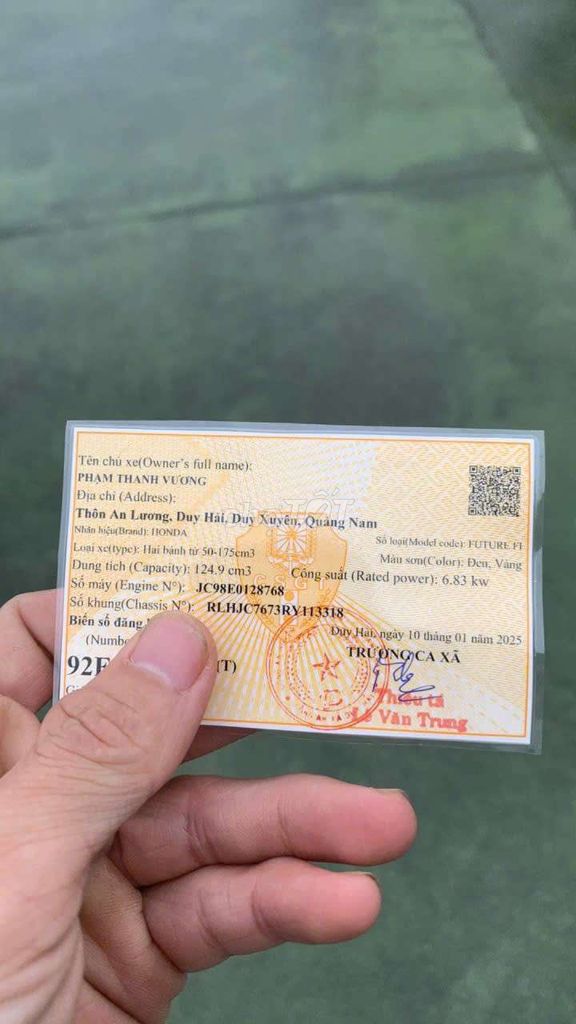 Tên chủ xe(Owner's full name):
PHẠM THANH VƯƠNG
Địa chỉ (Address):
Thôn An Lương, Duy Hải, Duy Xuyên, Quảng Nam
Nhãn hiệu(Brand): HONDA
Số loại(Model code): FUTURE FI
Loại xe(type): Hai bánh từ 50-175cm3
Màu sơn(Color): Đen, Vàng
Dung tích (Capacity): 124.9 cm3
Công suất (Rated power): 6.83 kw
Số máy (Engine N°): JC98E0128768
Số khung(Chassis N°): RLHJC7673RY113318
Biển số đăng
Duy Hải, ngày 10 tháng 01 năm 2025
(Numb
TRƯỞNG CA XÃ
92 (T)
Thiếu tá
Văn Trung